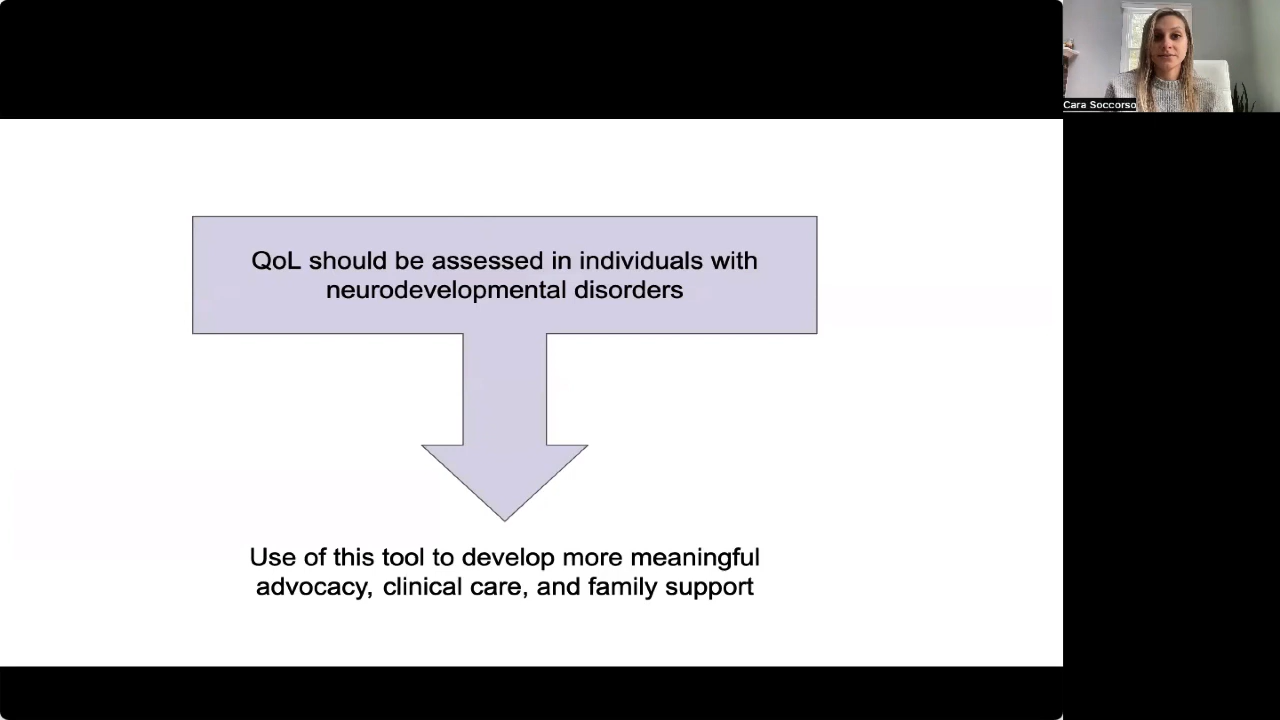 Cara Soccorso
QoL should be assessed in individuals with
neurodevelopmental disorders
Use of this tool to develop more meaningful
advocacy, clinical care, and family support